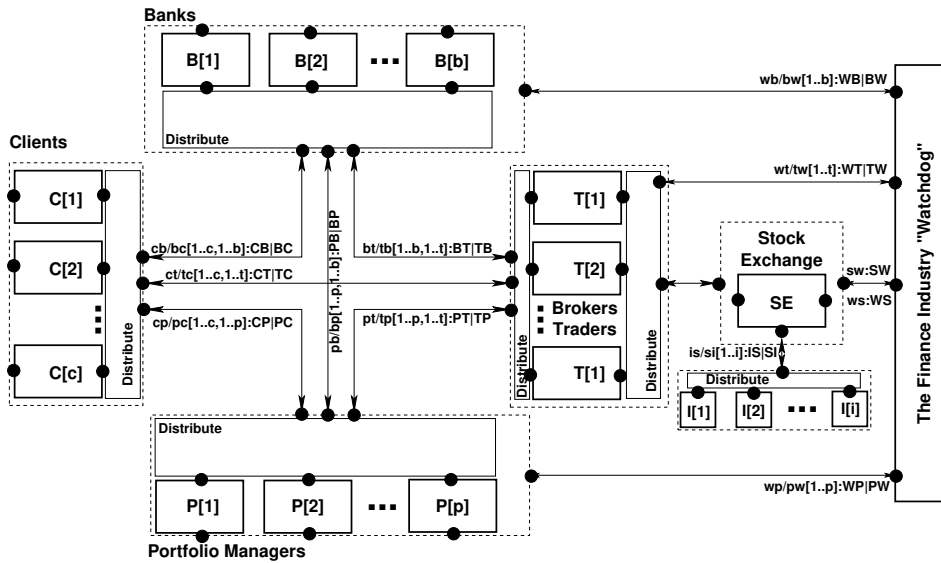 Banks
B[1]
B[2]
B[b]
Distribute
wb/bw[1..b]:WB|BW
Clients
C[1]
C[2]
C[c]
Distribute
cb/bc[1..c,1..b]:CB|BC
ct/tc[1..c,1..t]:CT|TC
cp/pc[1..c,1..p]:CP|PC
pb/bp[1..p,1..b]:PB|BP
bt/tb[1..b,1..t]:BT|TB
pt/tp[1..p,1..t]:PT|TP
Distribute
T[1]
T[2]
Brokers
Traders
T[1]
Distribute
wt/tw[1..t]:WT|TW
Stock
Exchange
SE
sw:SW
ws:WS
is/si[1..i]:IS|SI
Distribute
I[1]
I[2]
I[i]
The Finance Industry "Watchdog"
Distribute
P[1]
P[2]
P[p]
wp/pw[1..p]:WP|PW
Portfolio Managers